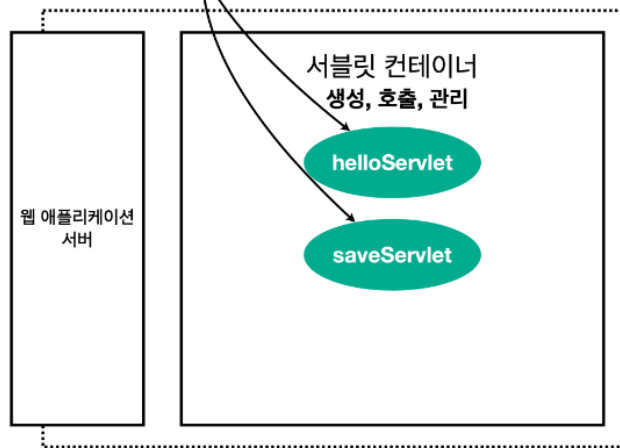 서블릿 컨테이너
생성, 호출, 관리
helloServlet
웹 애플리케이션
서버
saveServlet